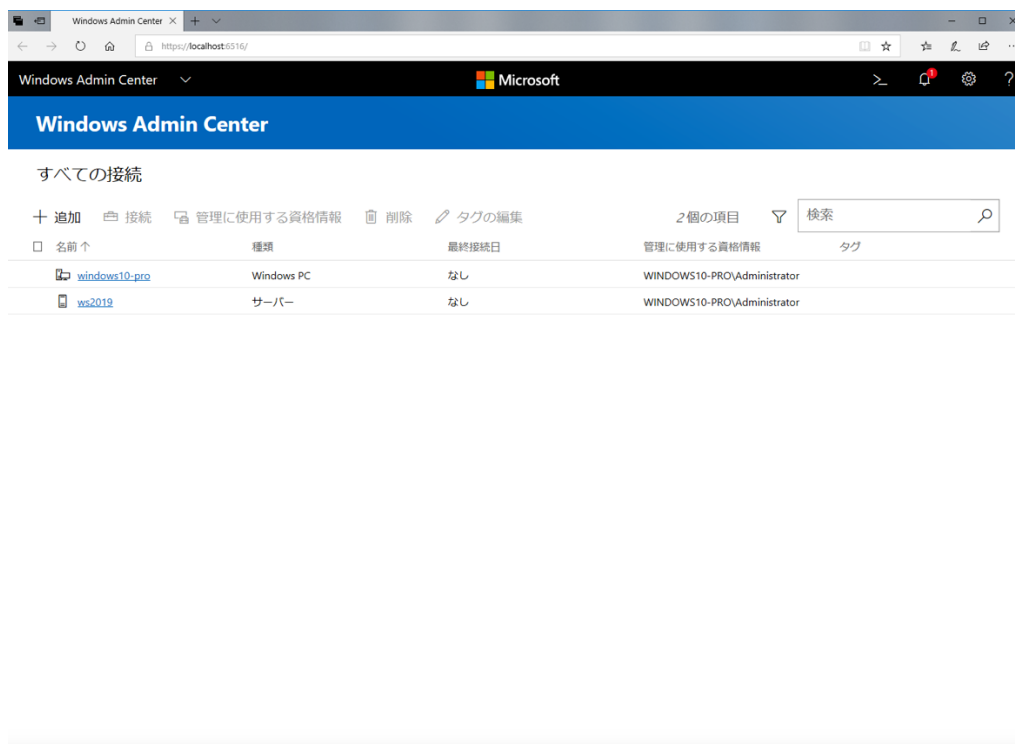 Windows Admin Center
https://localhost:6516/
Windows Admin Center Microsoft 1 ?
Windows Admin Center
すべての接続
追加 接続 管理に使用する資格情報 削除 タグの編集 2個の項目 検索
名前 種類 最終接続日 管理に使用する資格情報 タグ
windows10-pro Windows PC なし WINDOWS10-PRO\Administrator
ws2019 サーバー なし WINDOWS10-PRO\Administrator